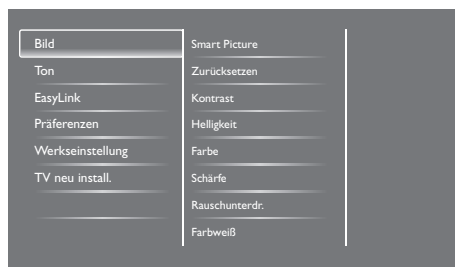 Bild
Ton
EasyLink
Präferenzen
Werkseinstellung
TV neu install.
Smart Picture
Zurücksetzen
Kontrast
Helligkeit
Farbe
Schärfe
Rauschunterdr.
Farbweiß